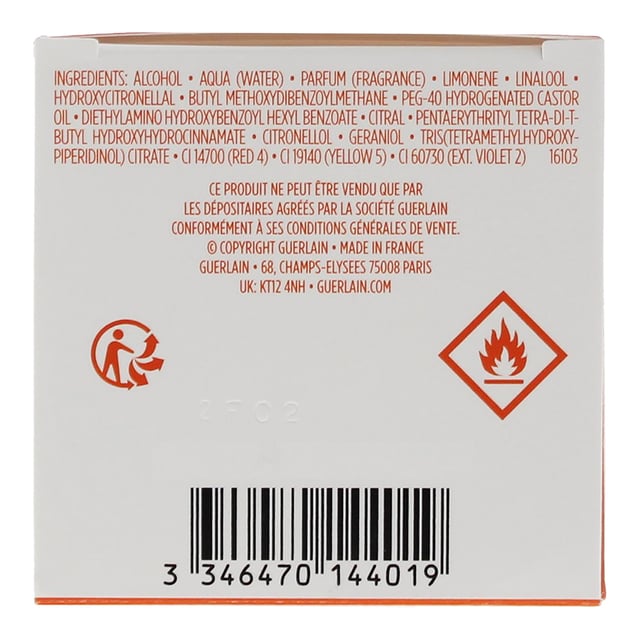 INGREDIENTS: ALCOHOL • AQUA (WATER) • PARFUM (FRAGRANCE) • LIMONENE • LINALOOL •
HYDROXYCITRONELLAL • BUTYL METHOXYDIBENZOYLMETHANE • PEG-40 HYDROGENATED CASTOR
OIL • DIETHYLAMINO HYDROXYBENZOYL HEXYL BENZOATE • CITRAL • PENTAERYTHRITYL TETRA-DI-T-
BUTYL HYDROXYHYDROCINNAMATE • CITRONELLOL • GERANIOL • TRIS(TETRAMETHYLHYDROXY-
PIPERIDINOL) CITRATE • CI 14700 (RED 4) • CI 19140 (YELLOW 5) • CI 60730 (EXT. VIOLET 2) 16103
CE PRODUIT NE PEUT ÊTRE VENDU QUE PAR
LES DÉPOSITAIRES AGRÉÉS PAR LA SOCIÉTÉ GUERLAIN
CONFORMÉMENT À SES CONDITIONS GÉNÉRALES DE VENTE.
© COPYRIGHT GUERLAIN • MADE IN FRANCE
GUERLAIN • 68, CHAMPS-ELYSEES 75008 PARIS
UK: KT12 4NH • GUERLAIN.COM
2F02
3 346470 144019